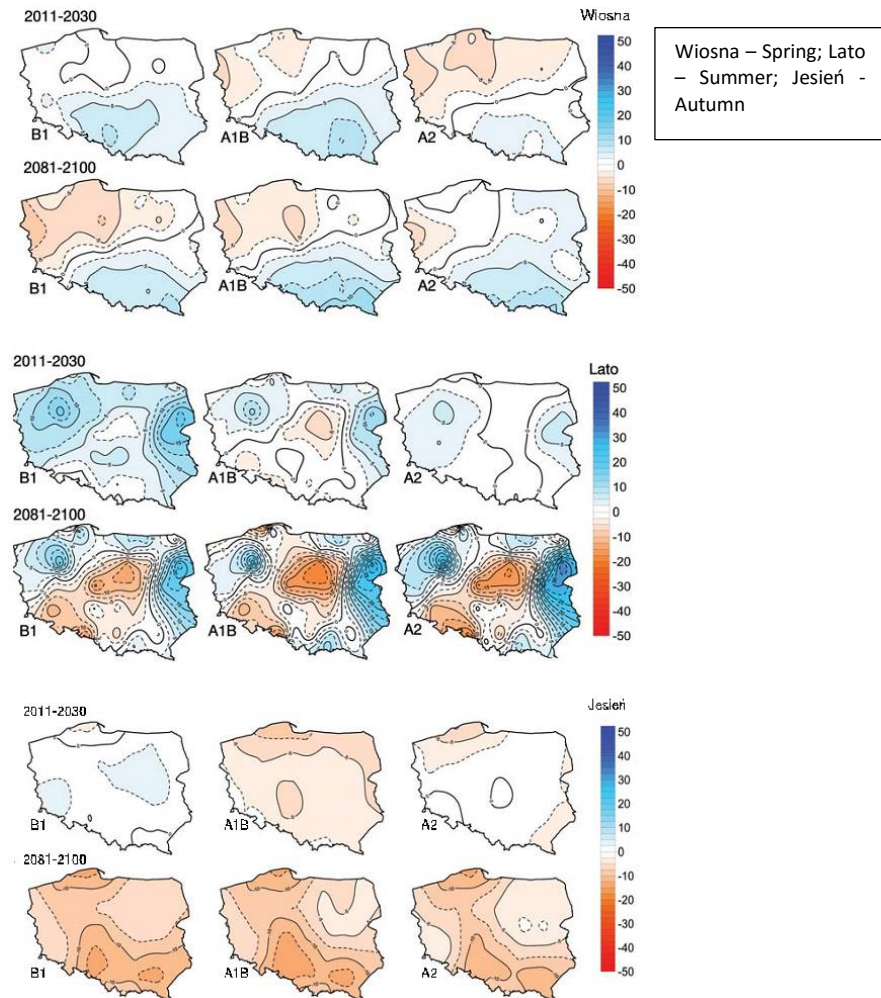 2011-2030
Wiosna
50
40
30
20
10
0
-10
-20
-30
-40
-50
B1
A1B
A2
2081-2100
B1
A1B
A2
Wiosna – Spring; Lato
– Summer; Jesień -
Autumn
2011-2030
Lato
50
40
30
20
10
0
-10
-20
-30
-40
-50
B1
A1B
A2
2081-2100
B1
A1B
A2
2011-2030
Jesień
50
40
30
20
10
0
-10
-20
-30
-40
-50
B1
A1B
A2
2081-2100
B1
A1B
A2